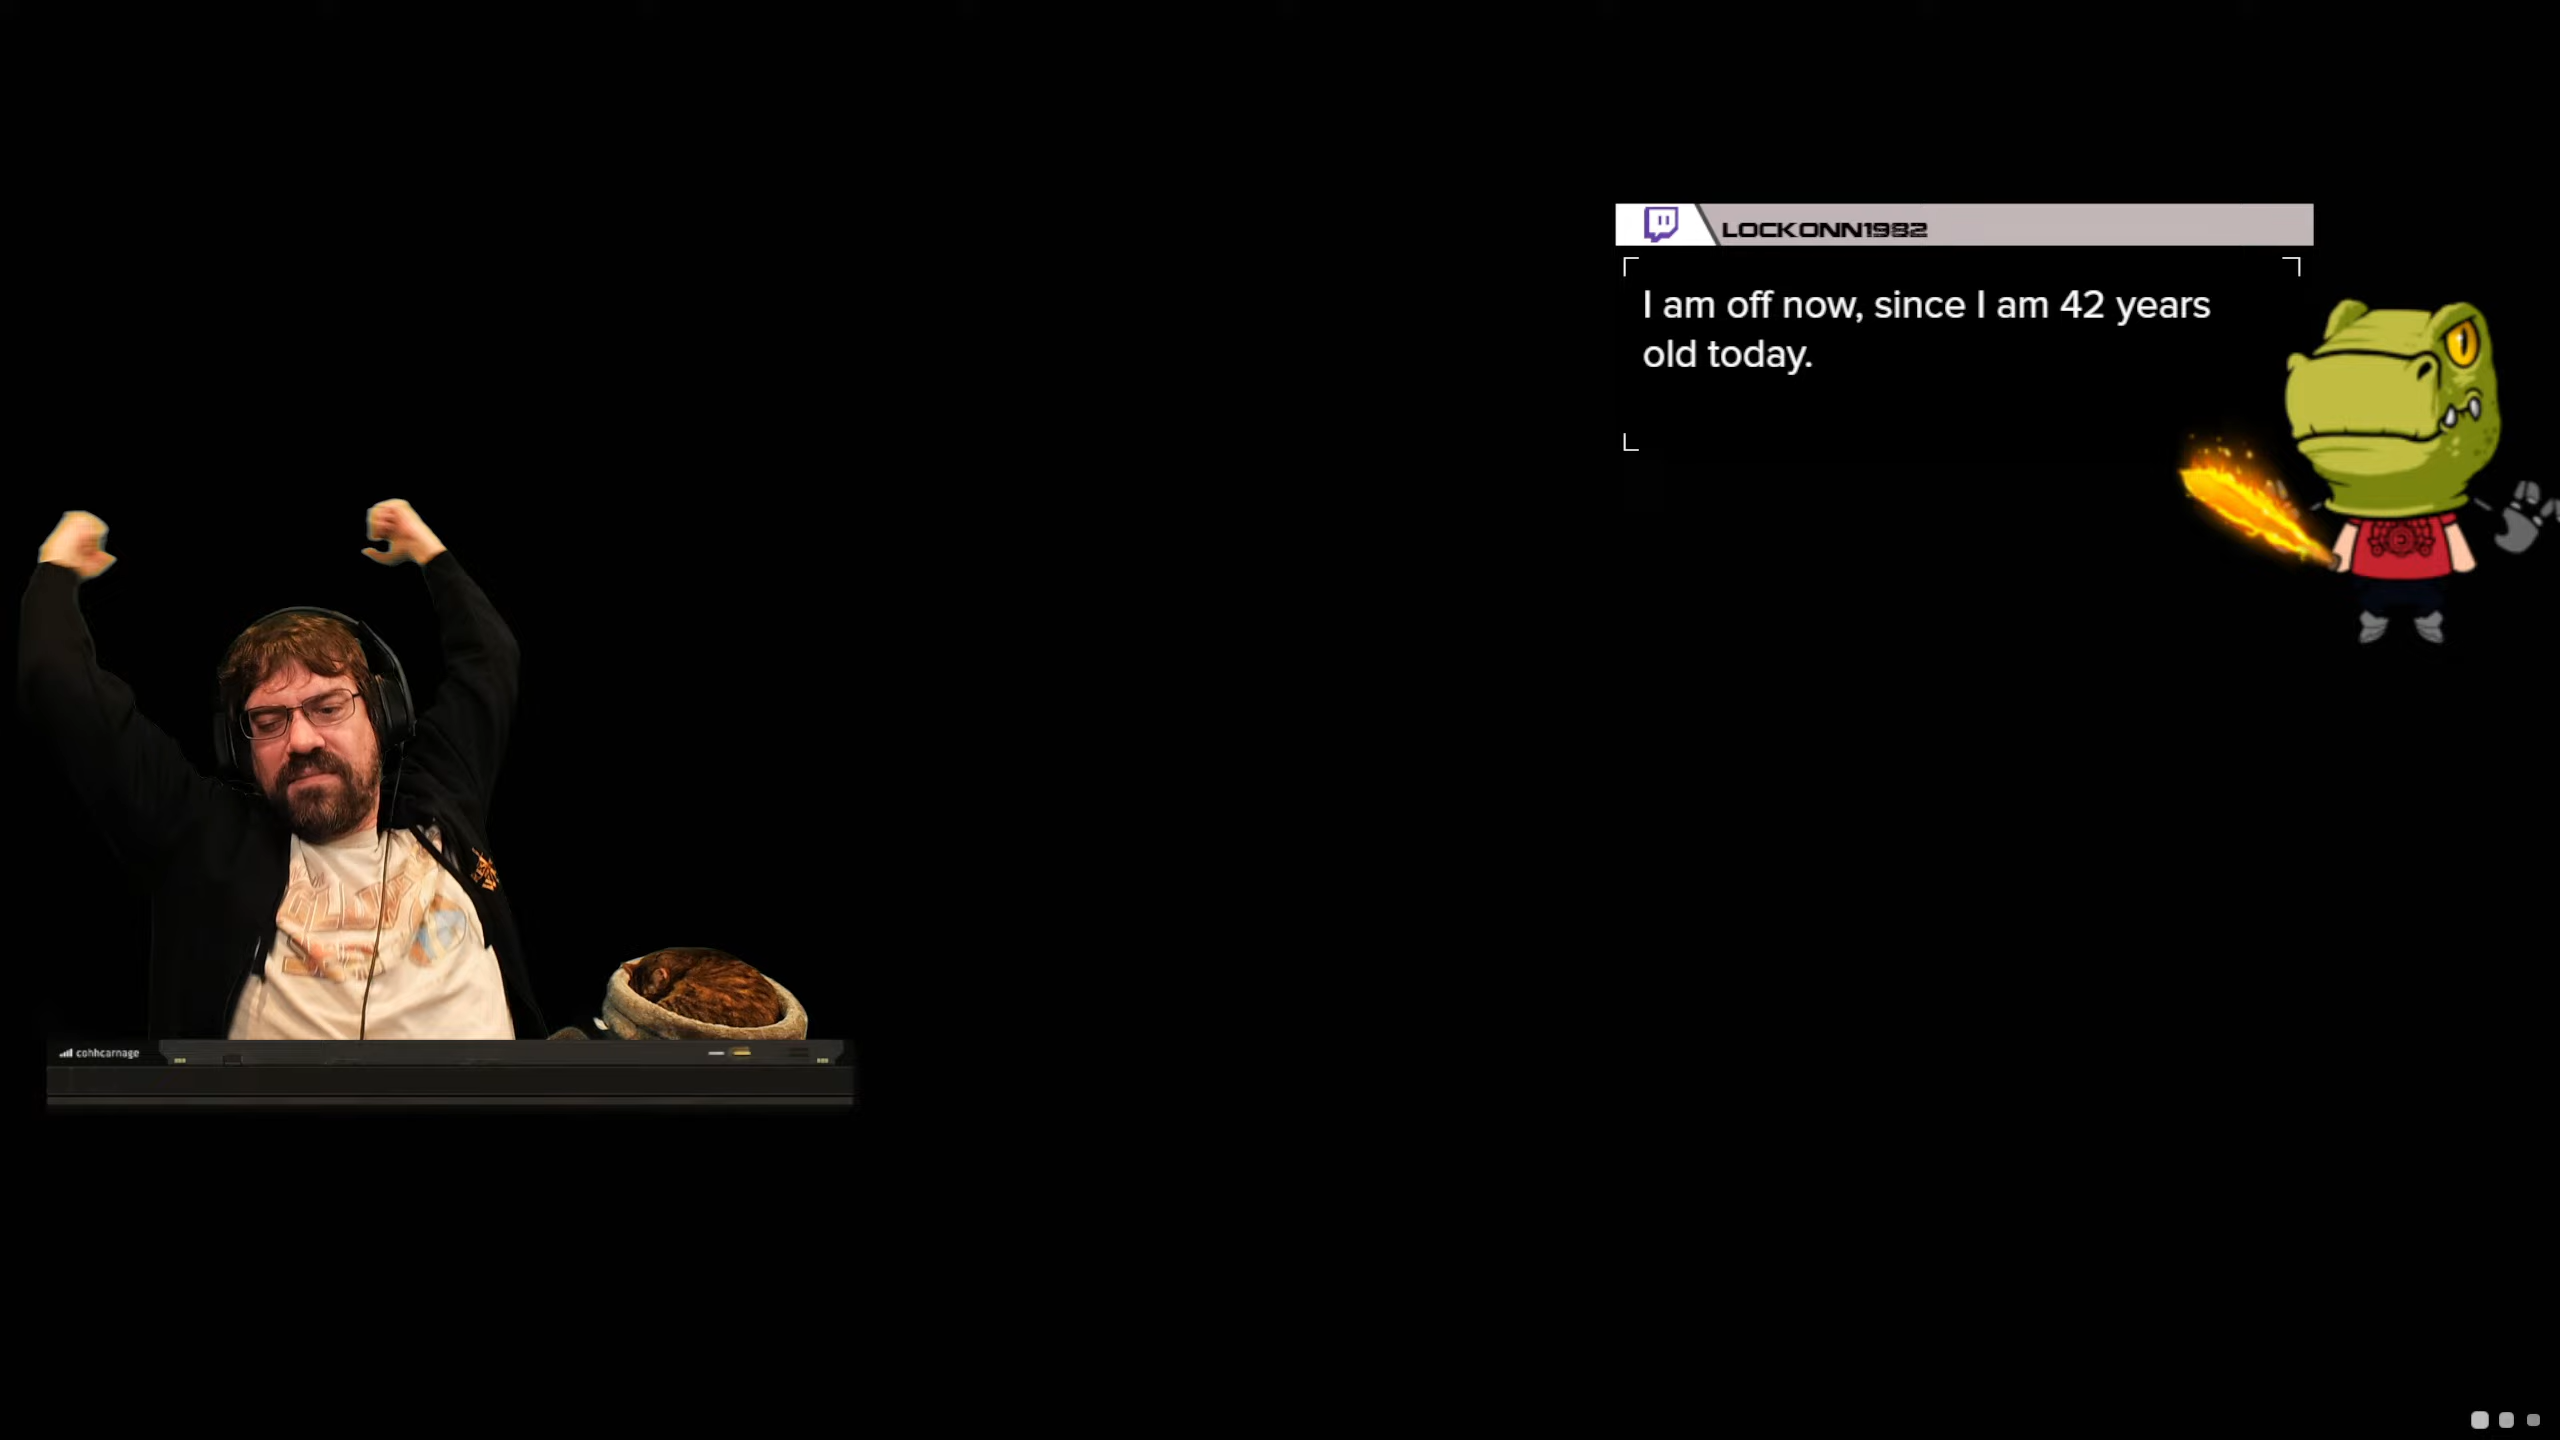 LOCKONN1982
I am off now, since I am 42 years
old today.
cohhcarnage